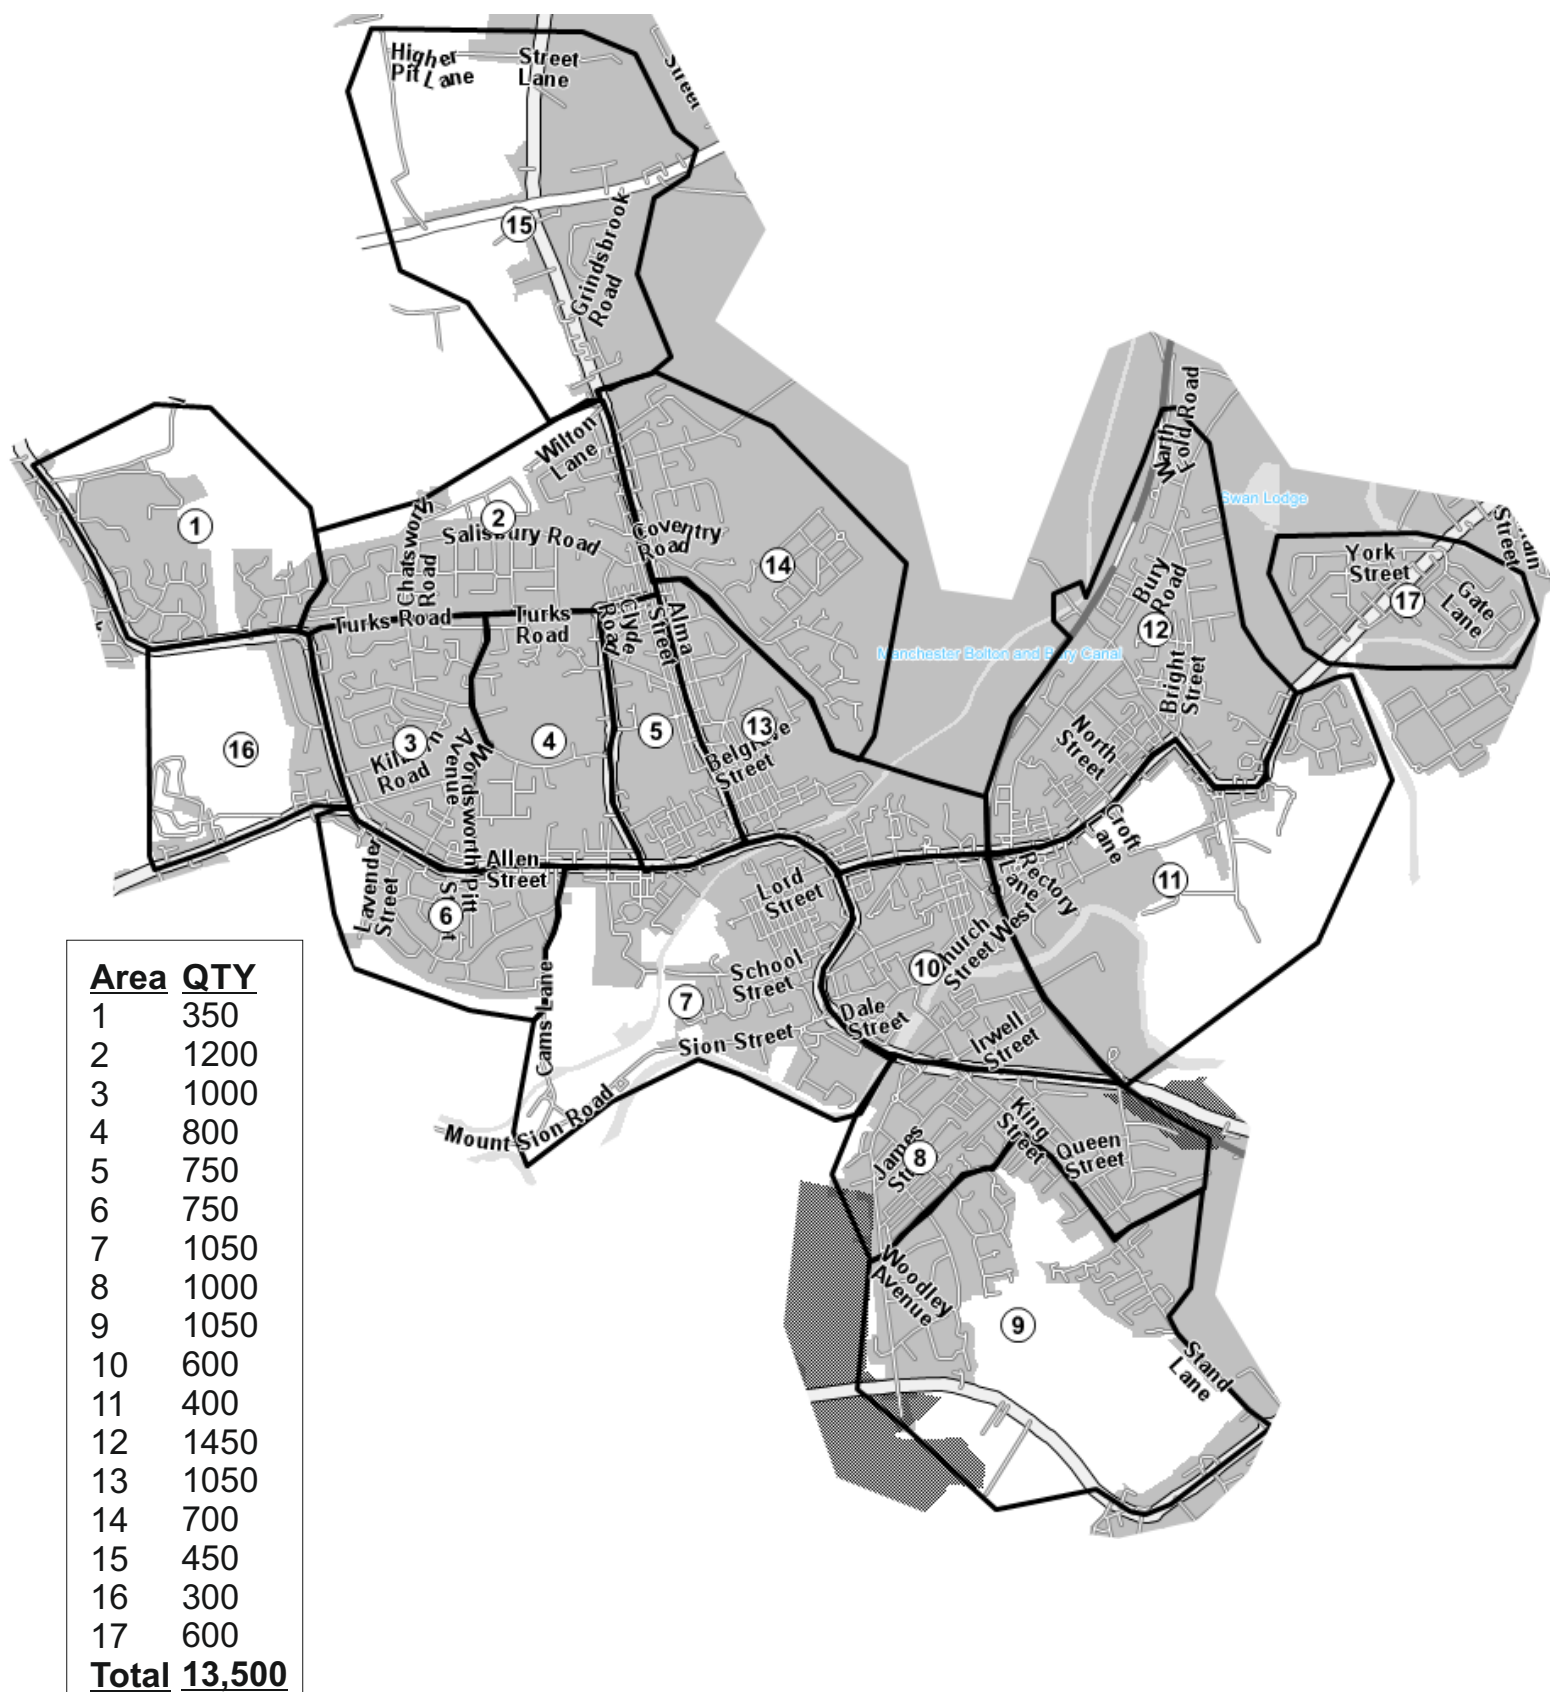 Higher
Pit Lane
Street
Lane
Street
15
Grindsbrook
Road
Wilton
Lane
1
2
Chatsworth
Road
Salisbury Road
Coventry
Road
14
North
Fold Road
Swan Lodge
Street
York
Street
17
Gate
Lane
Bury
Road
12
Turks Road
Turks
Road
Clyde
Road
Alma
Street
Manchester Bolton and Bury Canal
Bright
Street
16
3
4
5
13
Belgrave
Street
North
Street
Road
Wordsworth
Avenue
Croft
Lane
Allen
Street
Lavender
Street
6
Pitt
Lord
Street
Rectory
Lane
11
10
Church
Street West
School
Street
7
Cams Lane
Dale
Street
Sion Street
Irwell
Street
Mount Sion Road
King
Street
Queen
Street
James
8
Woodley
Avenue
9
Stand
Lane
Area QTY
1 350
2 1200
3 1000
4 800
5 750
6 750
7 1050
8 1000
9 1050
10 600
11 400
12 1450
13 1050
14 700
15 450
16 300
17 600
Total 13,500